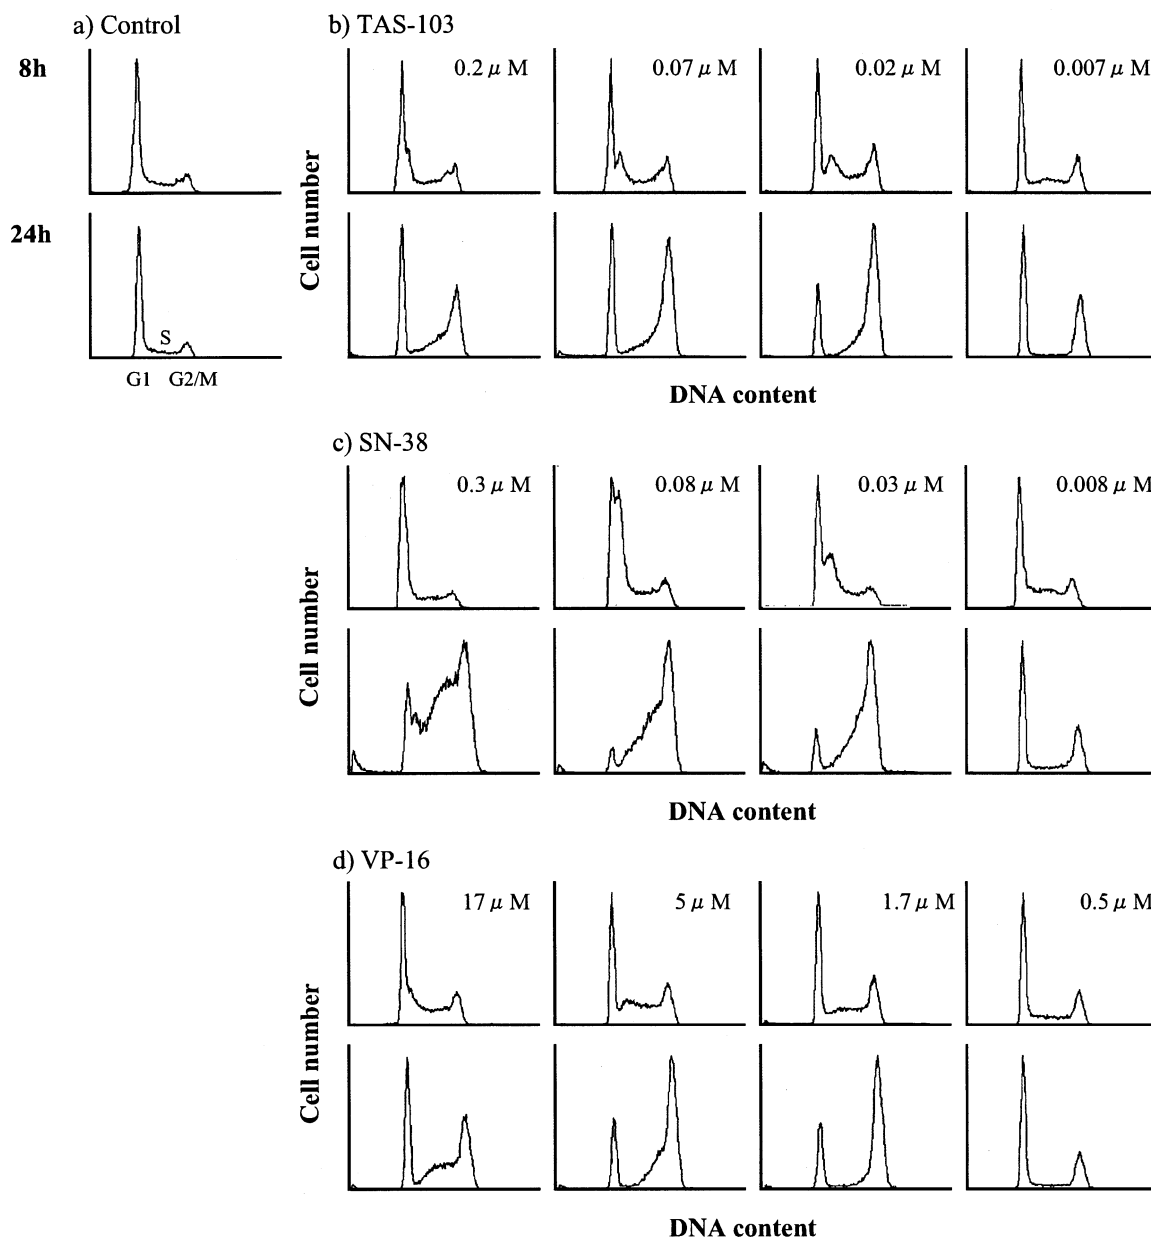 a) Control
b) TAS-103
8h
0.2 μ M
0.07 μ M
0.02 μ M
0.007 μ M
24h
Cell number
S
G1
G2/M
DNA content
c) SN-38
0.3 μ M
0.08 μ M
0.03 μ M
0.008 μ M
Cell number
DNA content
d) VP-16
17 μ M
5 μ M
1.7 μ M
0.5 μ M
Cell number
DNA content